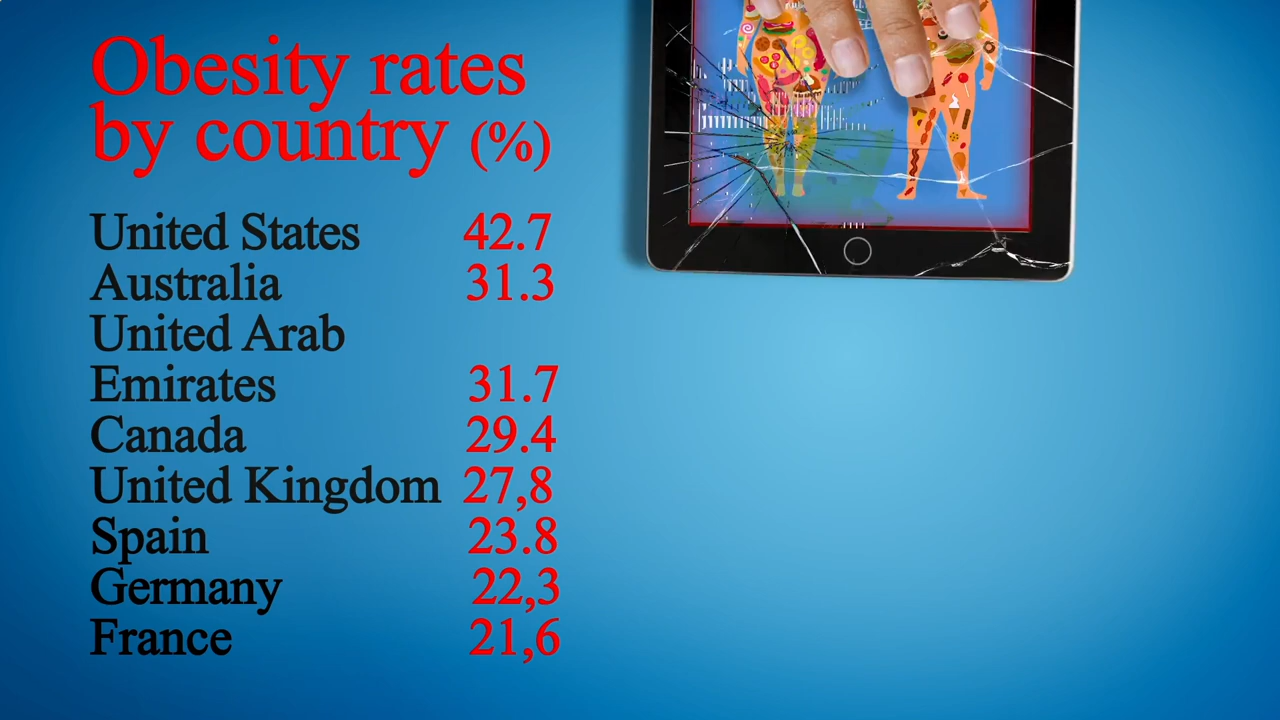 Obesity rates
by country (%)
United States 42.7
Australia 31.3
United Arab
Emirates 31.7
Canada 29.4
United Kingdom 27,8
Spain 23.8
Germany 22,3
France 21,6